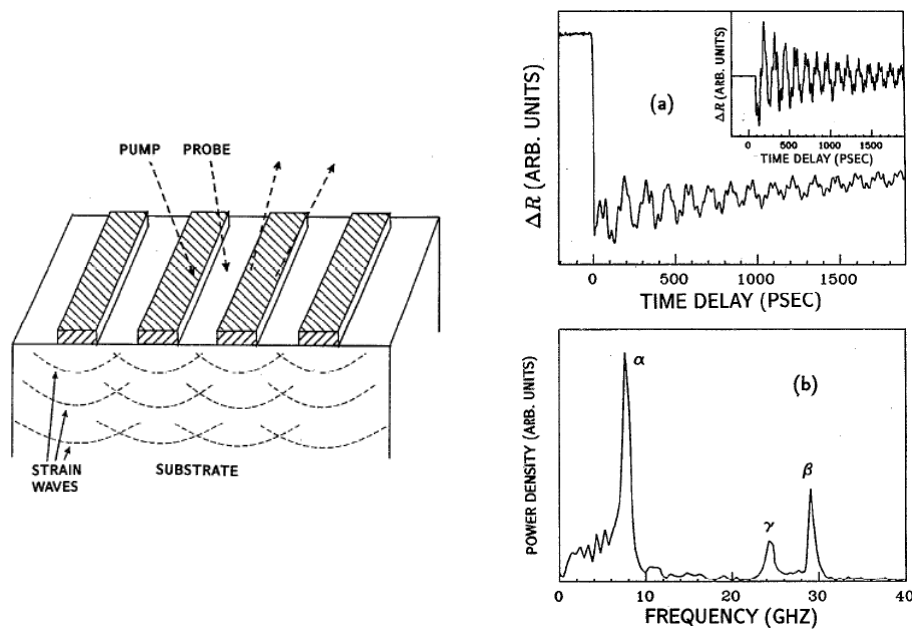 PUMP PROBE
STRAIN
WAVES
SUBSTRATE
ΔR (ARB. UNITS)
(a)
0 500 1000 1500
TIME DELAY (PSEC)
ΔR (ARB. UNITS)
0 500 1000 1500
TIME DELAY (PSEC)
POWER DENSITY (ARB. UNITS)
(b)
α
γ
β
0 10 20 30 40
FREQUENCY (GHZ)